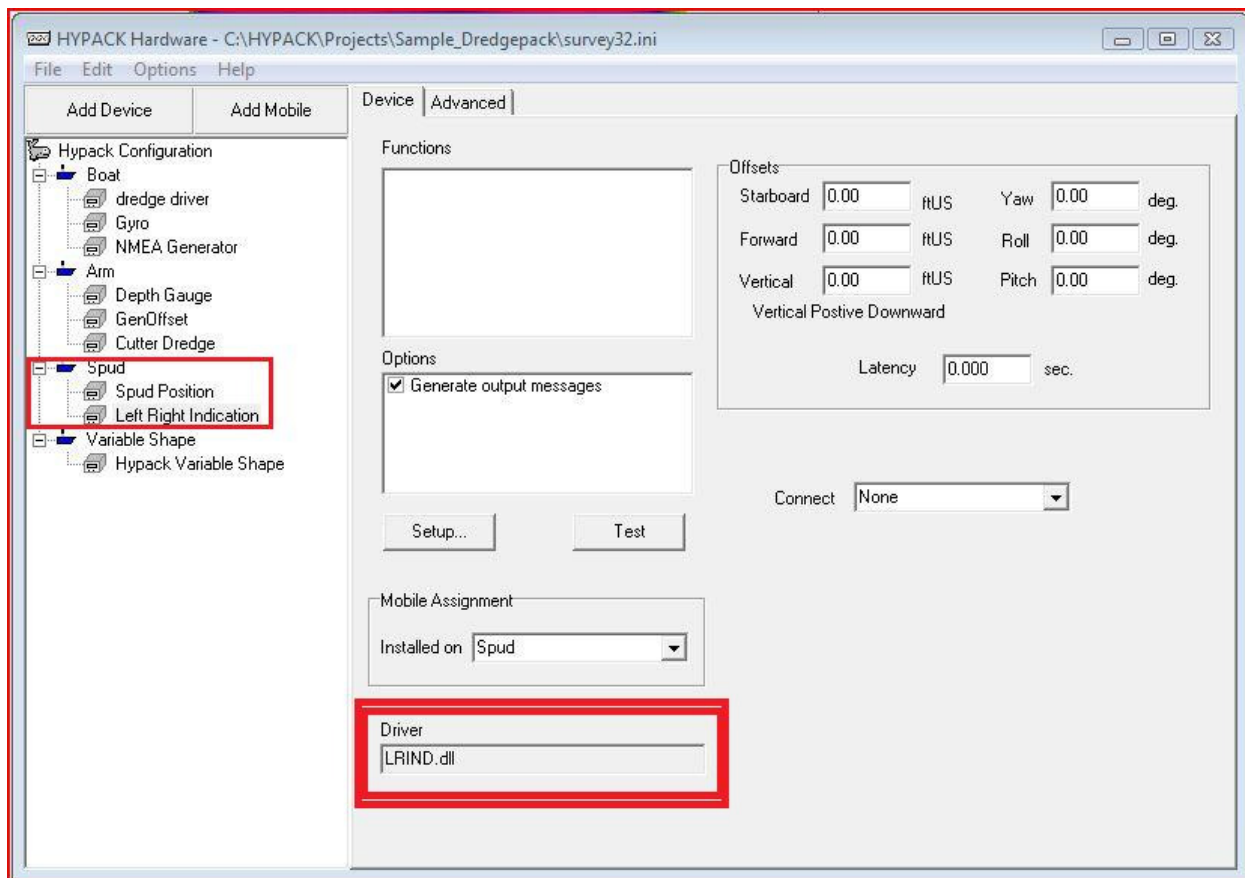 HYPACK Hardware - C:\HYPACK\Projects\Sample_Dredgepack\survey32.ini
File Edit Options Help
Add Device Add Mobile
Hypack Configuration
Boat
dredge driver
Gyro
NMEA Generator
Arm
Depth Gauge
GenOffset
Cutter Dredge
Spud
Spud Position
Left Right Indication
Variable Shape
Hypack Variable Shape
Device Advanced
Functions
Options
Generate output messages
Setup... Test
Mobile Assignment
Installed on Spud
Driver
LRIND.dll
Offsets
Starboard 0.00 ftUS Yaw 0.00 deg.
Forward 0.00 ftUS Roll 0.00 deg.
Vertical 0.00 ftUS Pitch 0.00 deg.
Vertical Postive Downward
Latency 0.000 sec.
Connect None